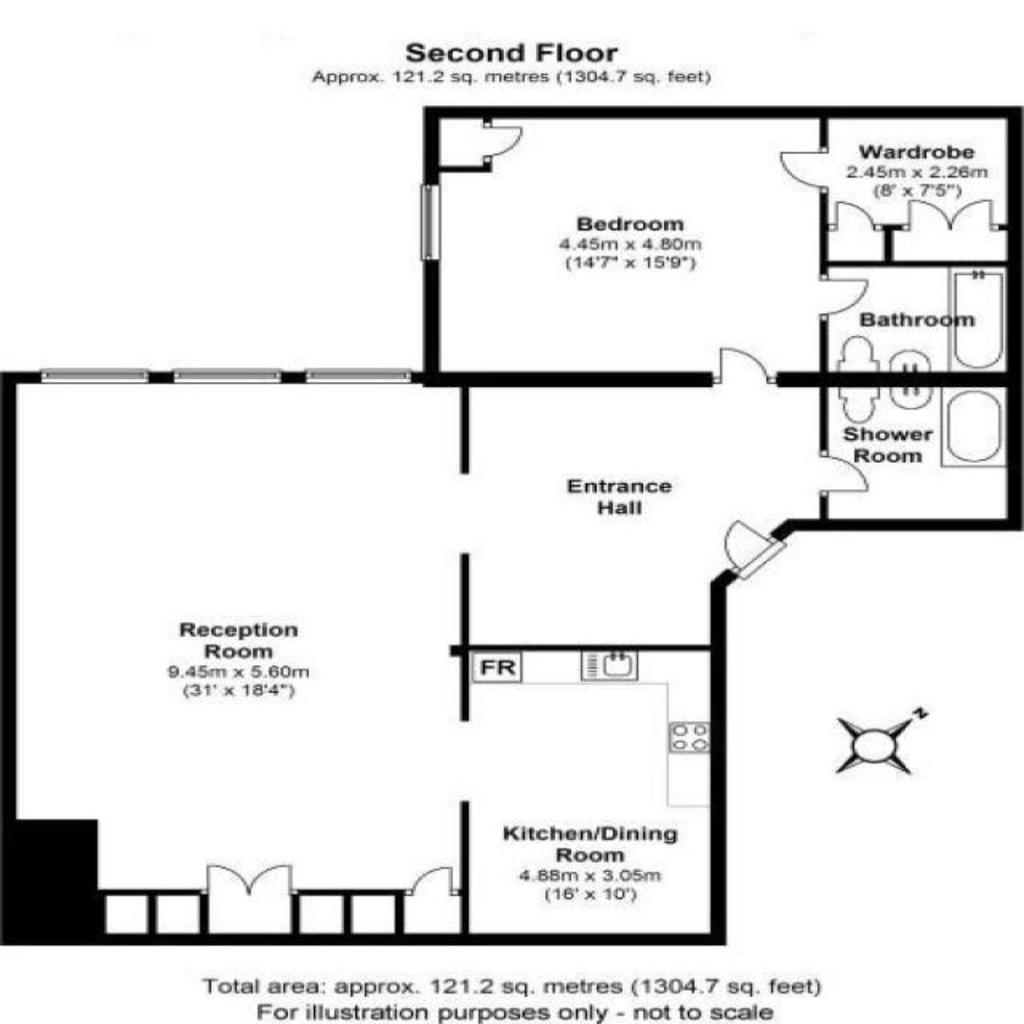 Second Floor
Approx. 121.2 sq. metres (1304.7 sq. feet)
Wardrobe
2.45m x 2.26m
(8' x 7'5")
Bedroom
4.45m x 4.80m
(14'7" x 15'9")
Bathroom
Shower
Room
Entrance
Hall
Reception
Room
9.45m x 5.60m
(31' x 18'4")
FR
N
Kitchen/Dining
Room
4.88m x 3.05m
(16' x 10')
Total area: approx. 121.2 sq. metres (1304.7 sq. feet)
For illustration purposes only - not to scale